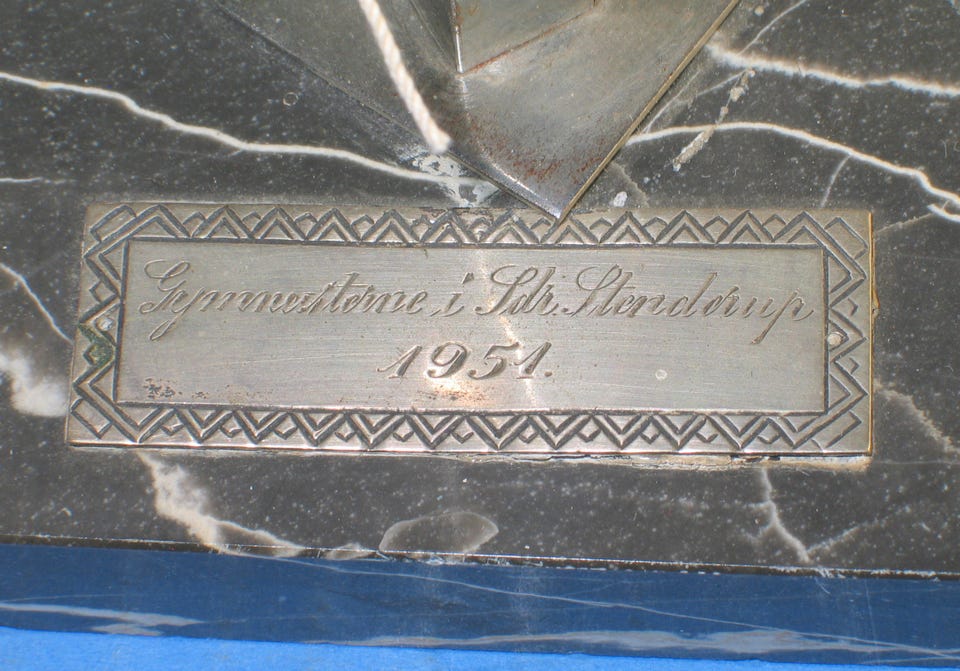 Gymnasterne i Sdr. Stenderup
1951.